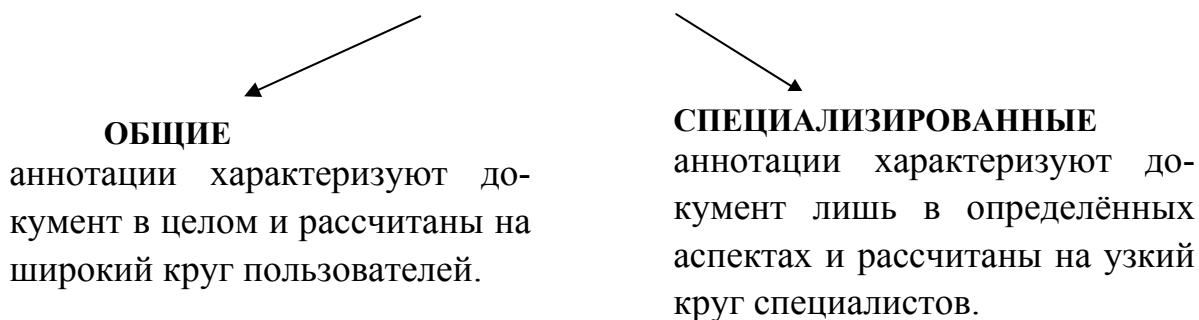 ОБЩИЕ
аннотации характеризуют до-
кумент в целом и рассчитаны на
широкий круг пользователей.
СПЕЦИАЛИЗИРОВАННЫЕ
аннотации характеризуют до-
кумент лишь в определённых
аспектах и рассчитаны на узкий
круг специалистов.